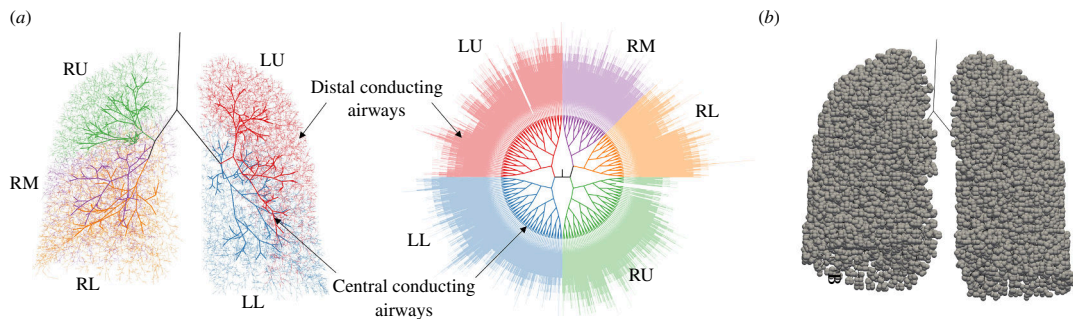 (a)
RU
LU
RM
RL
LL
Distal conducting
airways
Central conducting
airways
LU
RM
RL
LL
RU
(b)
B